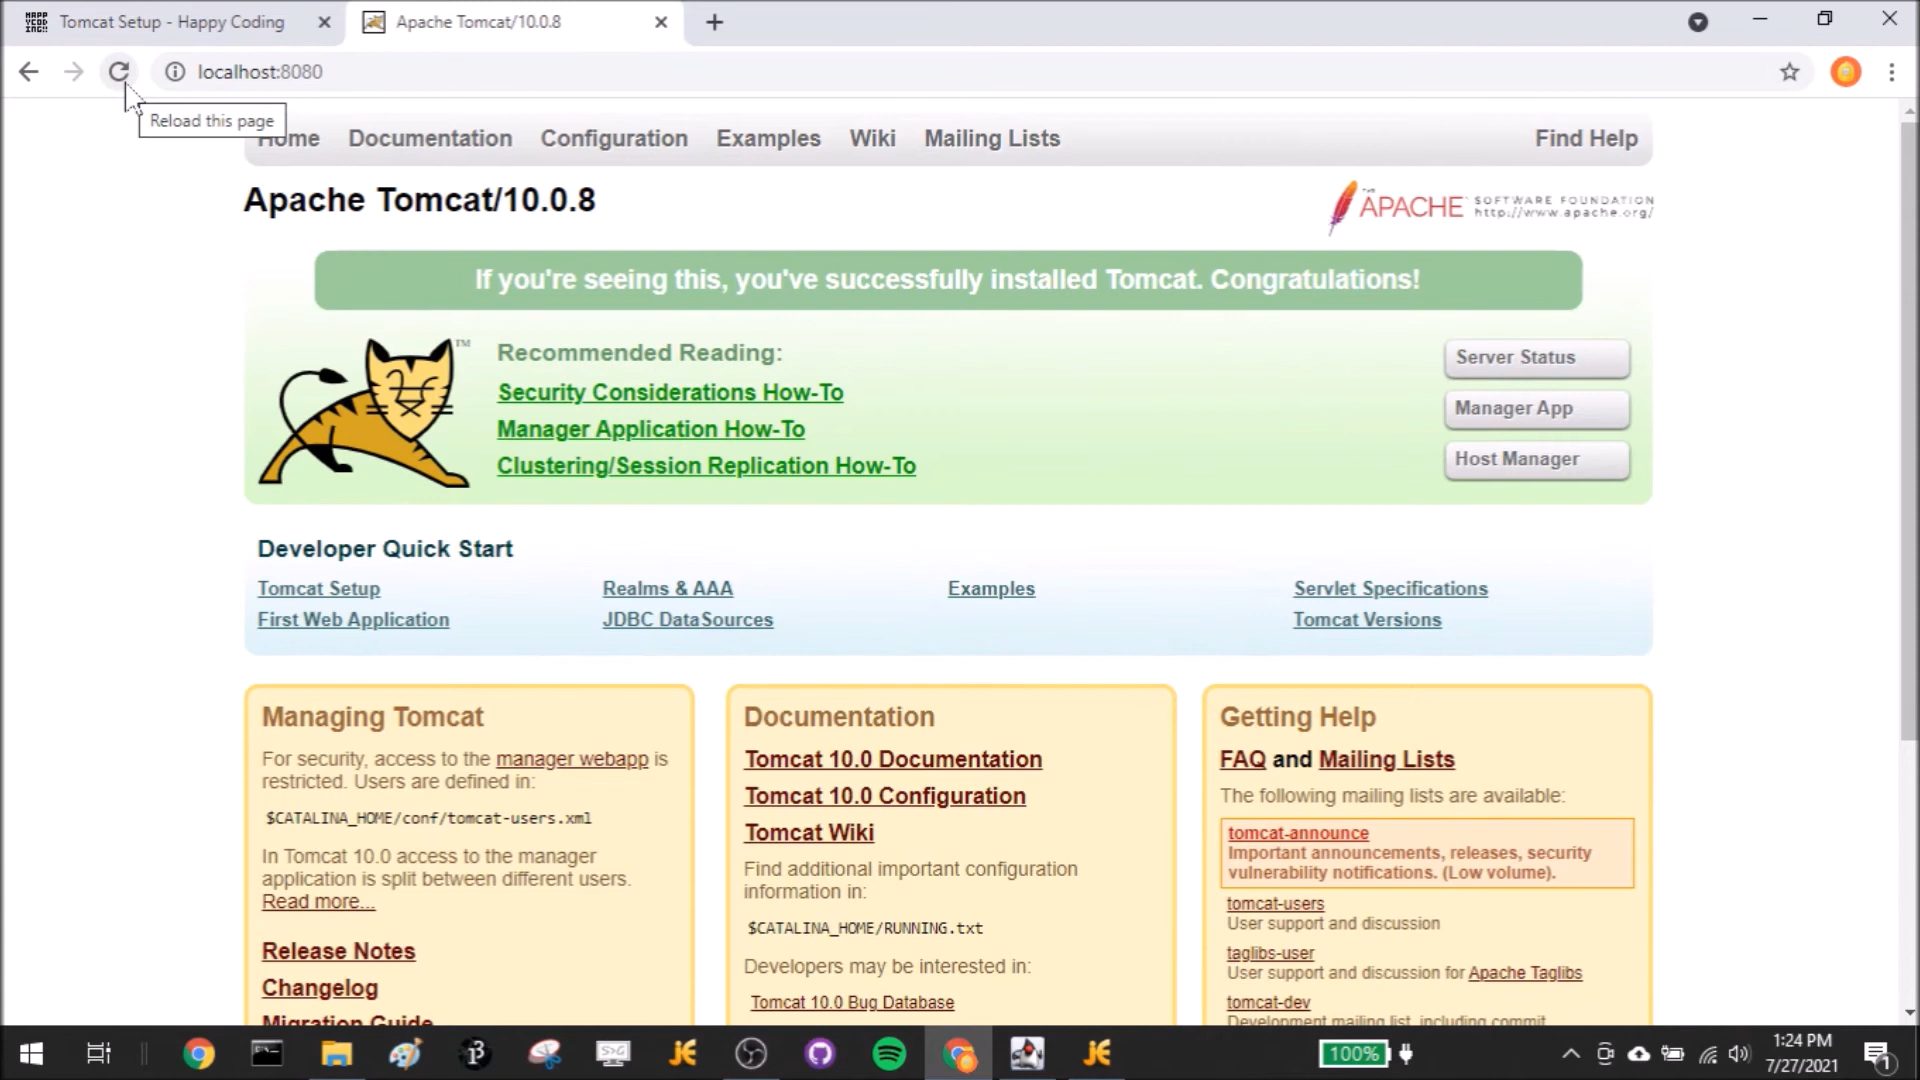 Tomcat Setup - Happy Coding
Apache Tomcat/10.0.8
localhost:8080
Reload this page
Home Documentation Configuration Examples Wiki Mailing Lists Find Help
Apache Tomcat/10.0.8
THE APACHE SOFTWARE FOUNDATION
http://www.apache.org/
If you're seeing this, you've successfully installed Tomcat. Congratulations!
TM
Recommended Reading:
Security Considerations How-To
Manager Application How-To
Clustering/Session Replication How-To
Server Status
Manager App
Host Manager
Developer Quick Start
Tomcat Setup
First Web Application
Realms & AAA
JDBC DataSources
Examples
Servlet Specifications
Tomcat Versions
Managing Tomcat
For security, access to the manager webapp is
restricted. Users are defined in:
$CATALINA_HOME/conf/tomcat-users.xml
In Tomcat 10.0 access to the manager
application is split between different users.
Read more...
Release Notes
Changelog
Migration Guide
Documentation
Tomcat 10.0 Documentation
Tomcat 10.0 Configuration
Tomcat Wiki
Find additional important configuration
information in:
$CATALINA_HOME/RUNNING.txt
Developers may be interested in:
Tomcat 10.0 Bug Database
Getting Help
FAQ and Mailing Lists
The following mailing lists are available:
tomcat-announce
Important announcements, releases, security
vulnerability notifications. (Low volume).
tomcat-users
User support and discussion
taglibs-user
User support and discussion for Apache Taglibs
tomcat-dev
Development mailing list, including commit
100%
1:24 PM
7/27/2021
1